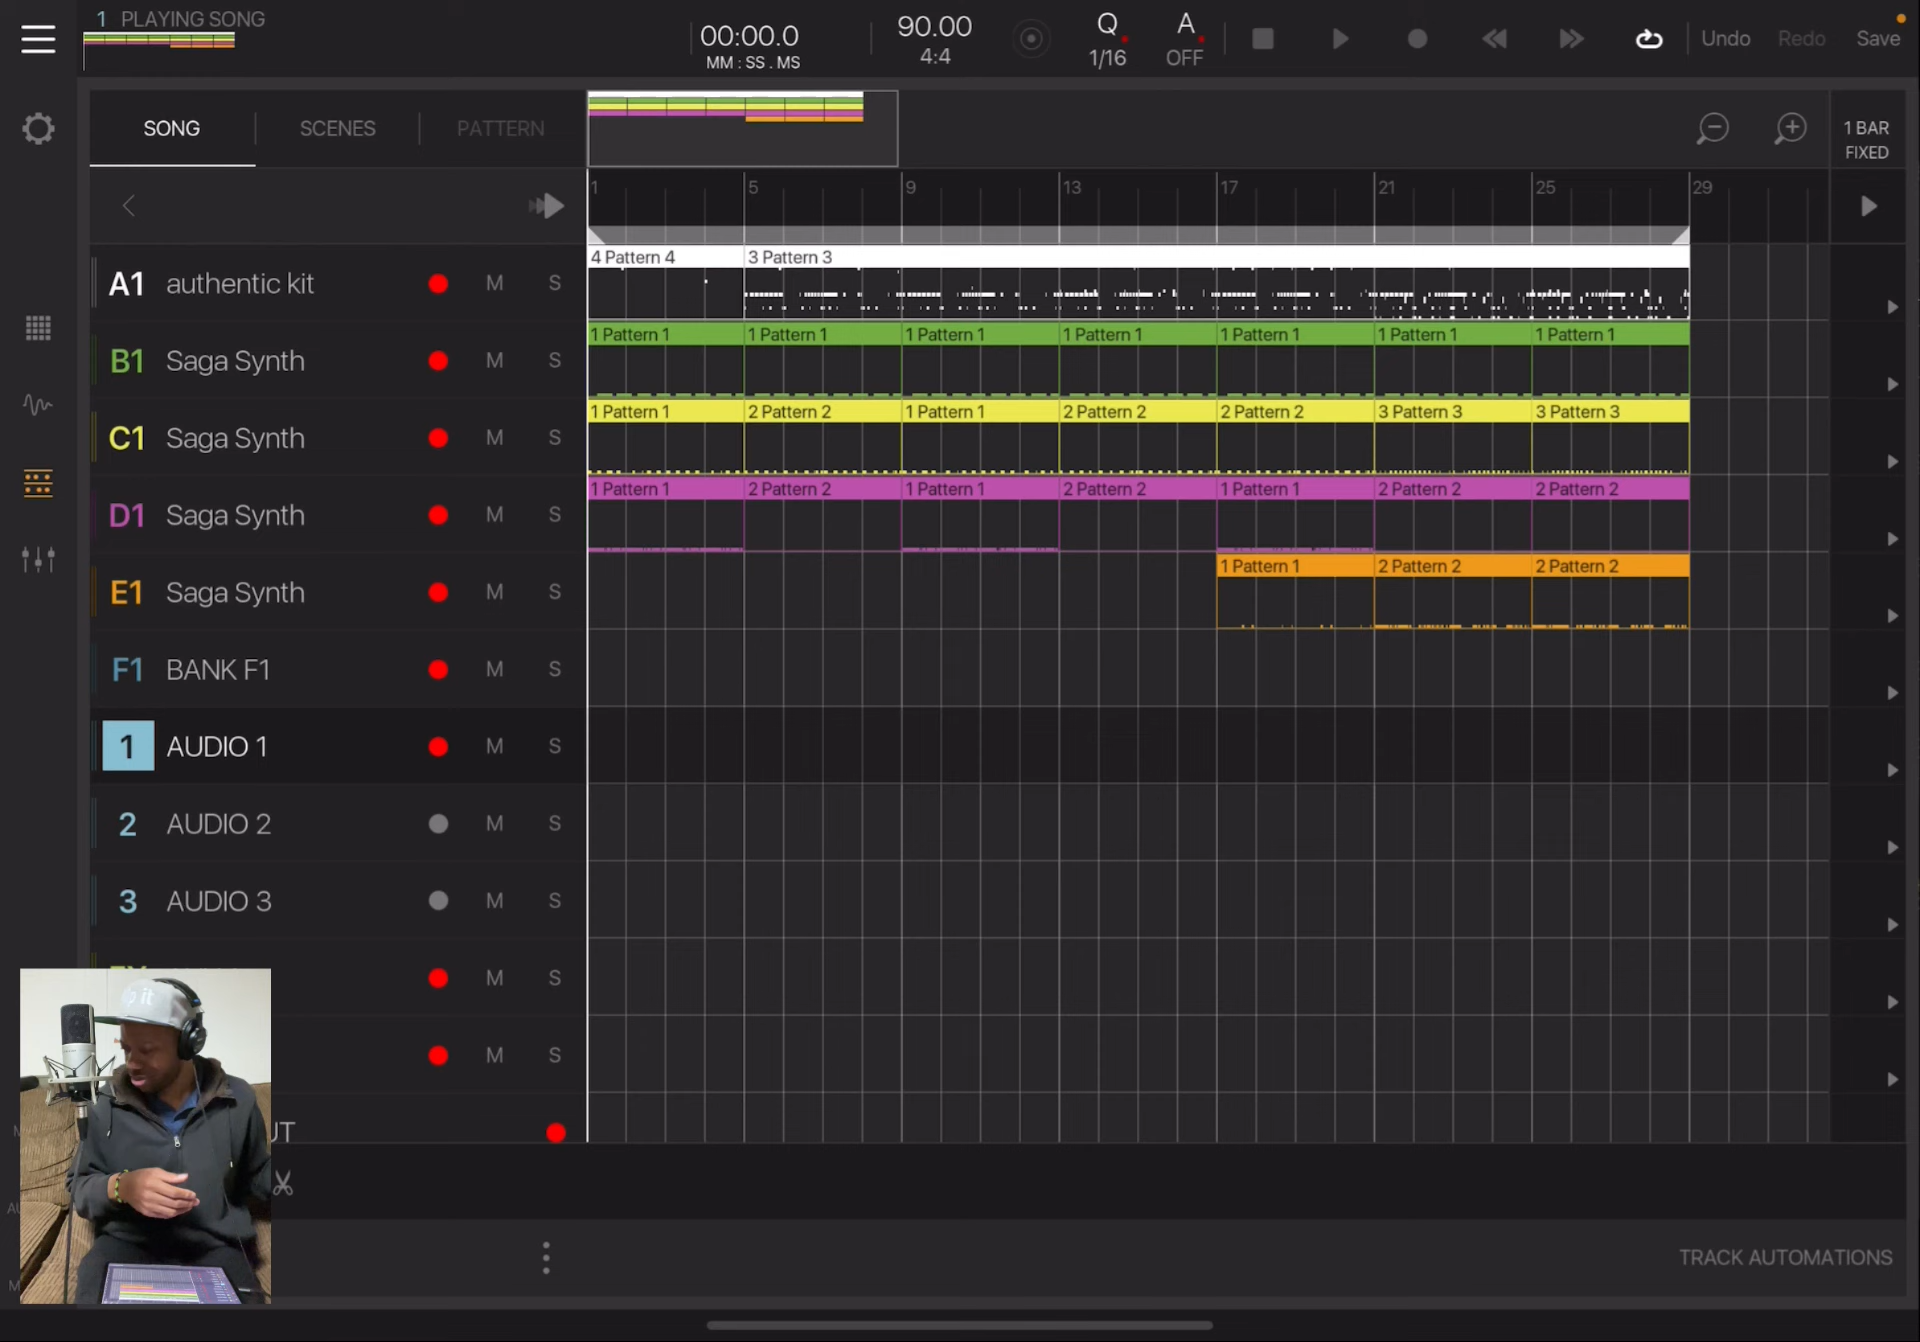 1 PLAYING SONG
00:00.0
MM : SS . MS
90.00
4:4
Q
1/16
A
OFF
Undo
Redo
Save
SONG
SCENES
PATTERN
1 BAR
FIXED
1
5
9
13
17
21
25
29
A1 authentic kit M S
4 Pattern 4
3 Pattern 3
B1 Saga Synth M S
1 Pattern 1
1 Pattern 1
1 Pattern 1
1 Pattern 1
1 Pattern 1
1 Pattern 1
1 Pattern 1
C1 Saga Synth M S
1 Pattern 1
2 Pattern 2
1 Pattern 1
2 Pattern 2
2 Pattern 2
3 Pattern 3
3 Pattern 3
D1 Saga Synth M S
1 Pattern 1
2 Pattern 2
1 Pattern 1
2 Pattern 2
1 Pattern 1
2 Pattern 2
2 Pattern 2
E1 Saga Synth M S
1 Pattern 1
2 Pattern 2
2 Pattern 2
F1 BANK F1 M S
1 AUDIO 1 M S
2 AUDIO 2 M S
3 AUDIO 3 M S
M S
M S
UT
TRACK AUTOMATIONS